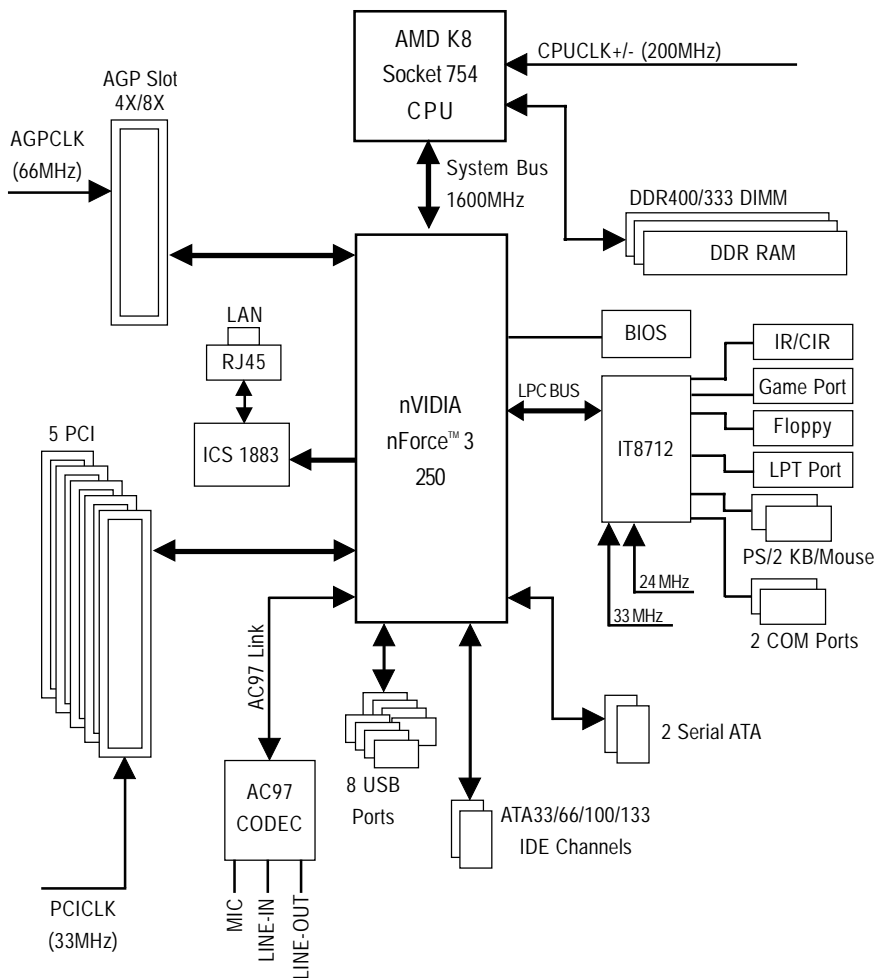 AMD K8
Socket 754
CPU
CPUCLK+/- (200MHz)
AGP Slot
4X/8X
AGPCLK
(66MHz)
System Bus
1600MHz
DDR400/333 DIMM
DDR RAM
LAN
RJ45
ICS 1883
nVIDIA
nForce™ 3
250
BIOS
LPC BUS
IT8712
IR/CIR
Game Port
Floppy
LPT Port
PS/2 KB/Mouse
2 COM Ports
24 MHz
33 MHz
5 PCI
PCICLK
(33MHz)
AC97 Link
AC97
CODEC
MIC
LINE-IN
LINE-OUT
8 USB
Ports
ATA33/66/100/133
IDE Channels
2 Serial ATA